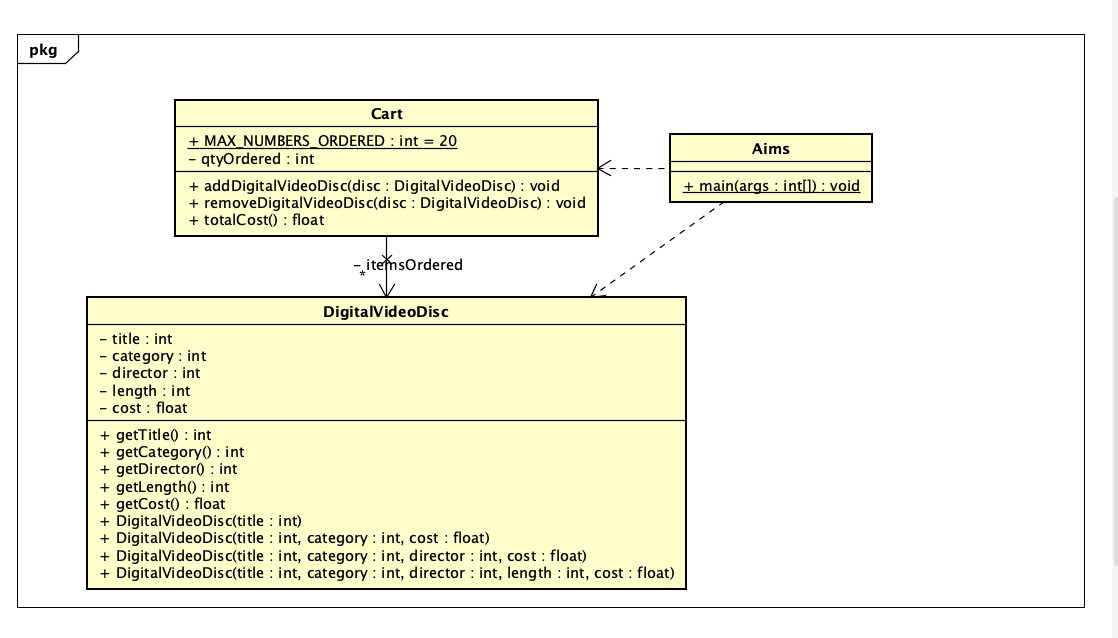 pkg
Cart
+ MAX_NUMBERS_ORDERED : int = 20
- qtyOrdered : int
+ addDigitalVideoDisc(disc : DigitalVideoDisc) : void
+ removeDigitalVideoDisc(disc : DigitalVideoDisc) : void
+ totalCost() : float
Aims
+ main(args : int[]) : void
- itemsOrdered
*
DigitalVideoDisc
- title : int
- category : int
- director : int
- length : int
- cost : float
+ getTitle() : int
+ getCategory() : int
+ getDirector() : int
+ getLength() : int
+ getCost() : float
+ DigitalVideoDisc(title : int)
+ DigitalVideoDisc(title : int, category : int, cost : float)
+ DigitalVideoDisc(title : int, category : int, director : int, cost : float)
+ DigitalVideoDisc(title : int, category : int, director : int, length : int, cost : float)